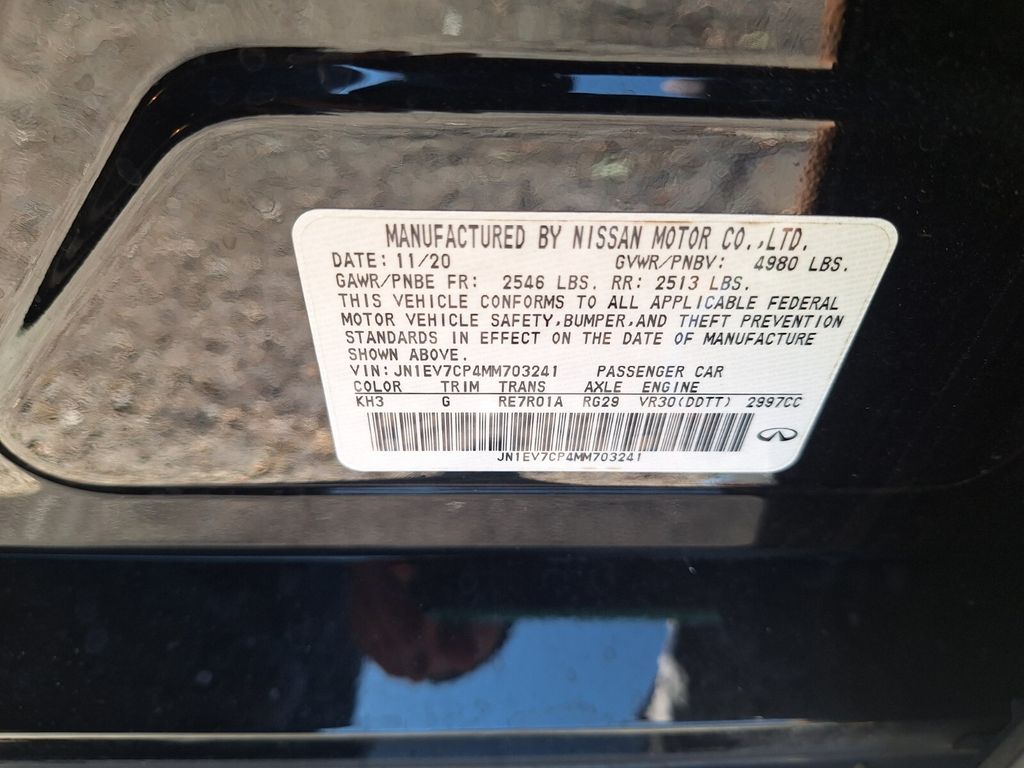 MANUFACTURED BY NISSAN MOTOR CO.,LTD.
DATE: 11/20 GVWR/PNBV: 4980 LBS.
GAWR/PNBE FR: 2546 LBS. RR: 2513 LBS.
THIS VEHICLE CONFORMS TO ALL APPLICABLE FEDERAL
MOTOR VEHICLE SAFETY,BUMPER,AND THEFT PREVENTION
STANDARDS IN EFFECT ON THE DATE OF MANUFACTURE
SHOWN ABOVE.
VIN: JN1EV7CP4MM703241 PASSENGER CAR
COLOR TRIM TRANS AXLE ENGINE
KH3 G RE7R01A RG29 VR30(DDTT) 2997CC
JN1EV7CP4MM703241